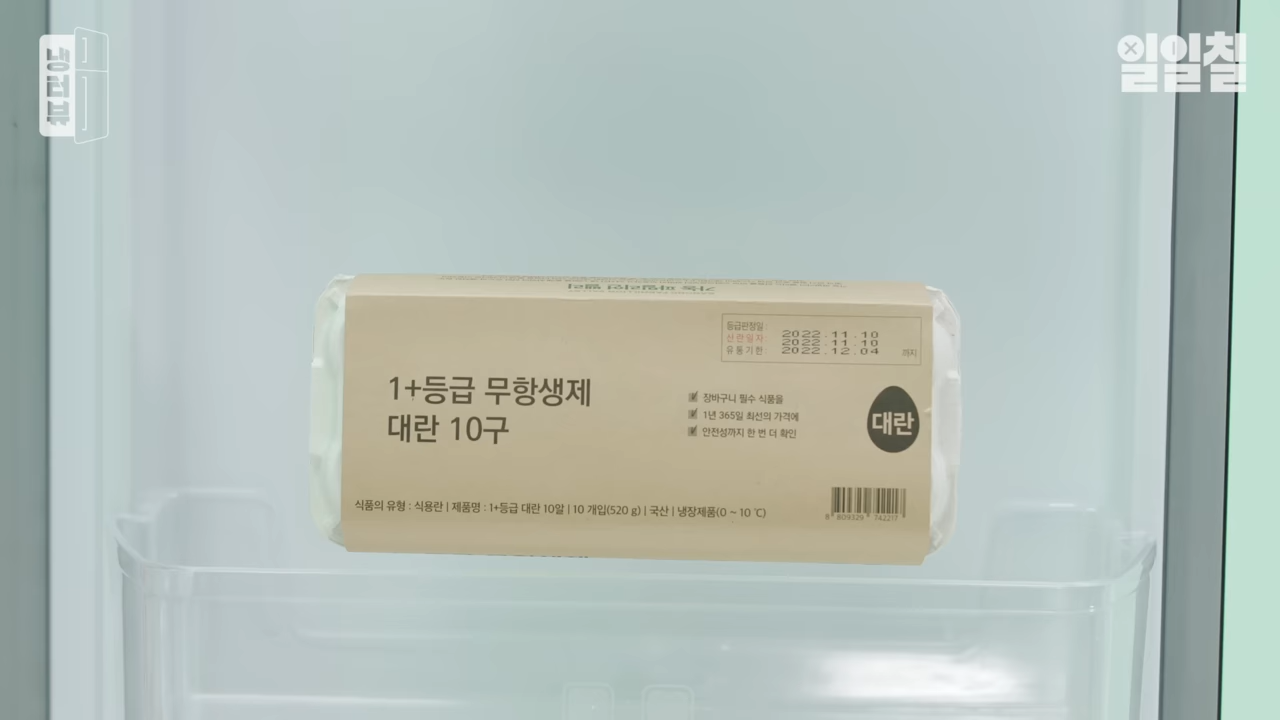 냉터뷰
일일칠
등급판정일 2022.11.10
산란일자 2022.11.10
유통기한 2022.12.04 까지
1+등급 무항생제
대란 10구
장바구니 필수 식품을
1년 365일 최선의 가격에
안전성까지 한 번 더 확인
대란
식품의 유형 : 식용란 | 제품명 : 1+등급 대란 10알 | 10 개입(520 g) | 국산 | 냉장제품(0 ~ 10 ℃)
8 809329 742217